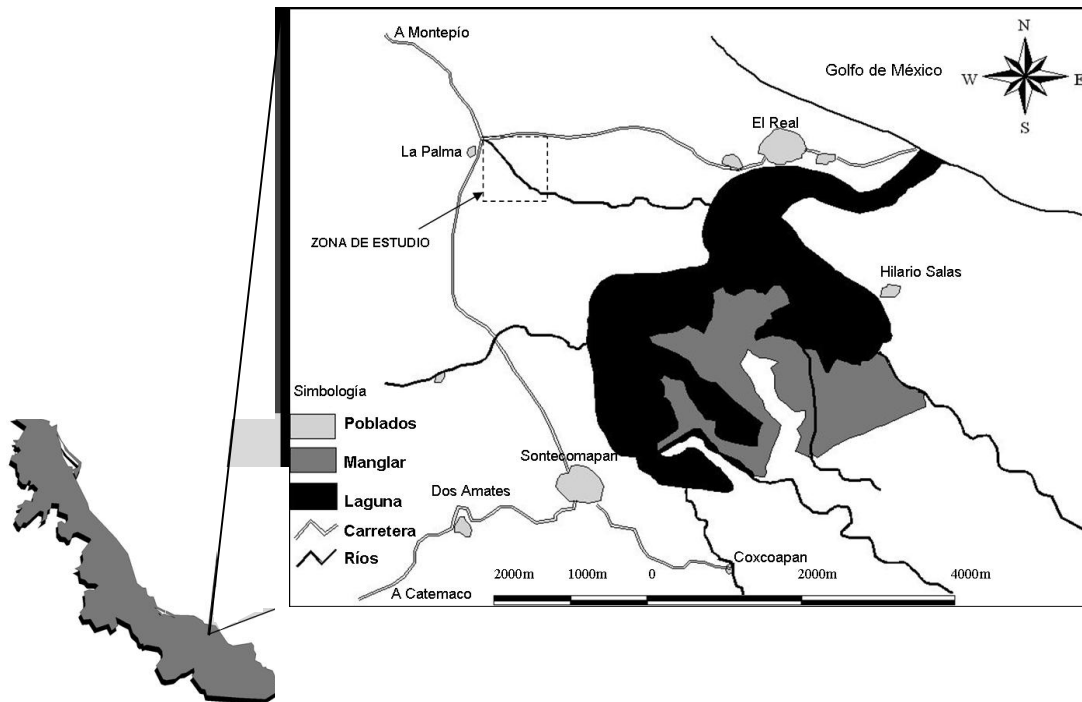 A Montepío
N
Golfo de México
W
E
S
El Real
La Palma
ZONA DE ESTUDIO
Hilario Salas
Simbología
Poblados
Manglar
Laguna
Carretera
Ríos
Sontecomapan
Dos Amates
Coxcoapan
A Catemaco
2000m 1000m 0 2000m 4000m